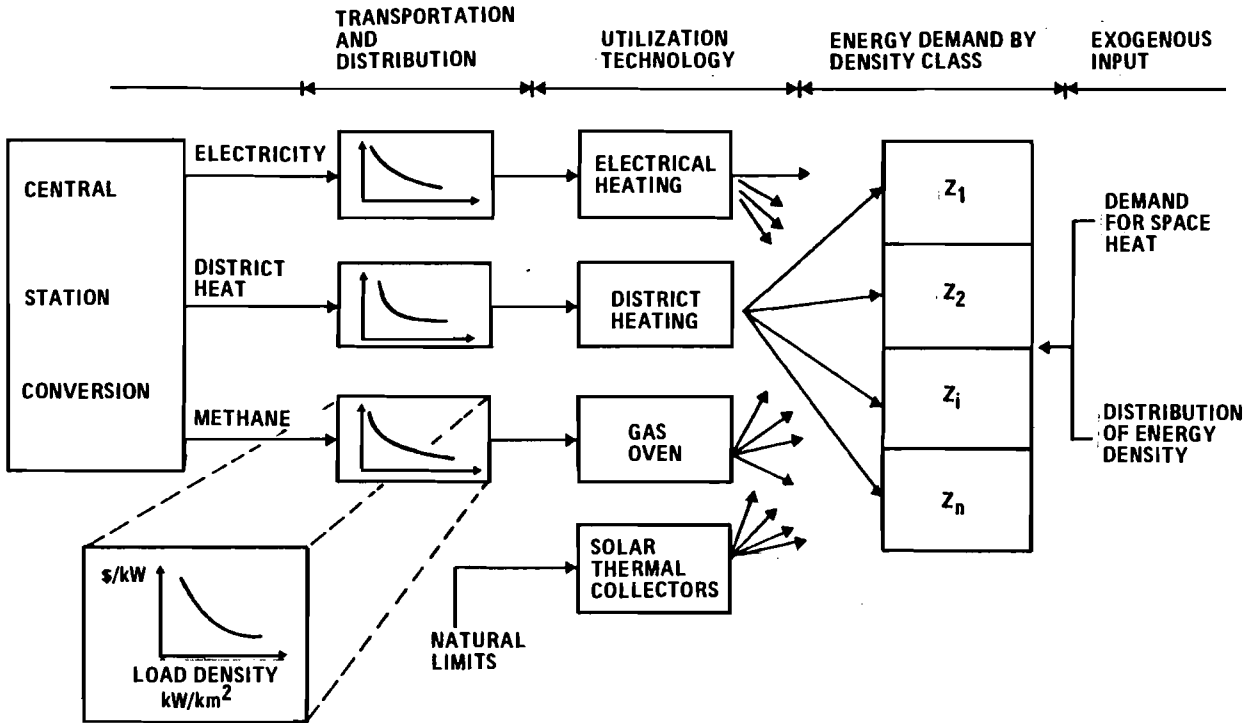 TRANSPORTATION
AND
DISTRIBUTION
UTILIZATION
TECHNOLOGY
ENERGY DEMAND BY
DENSITY CLASS
EXOGENOUS
INPUT
CENTRAL
STATION
CONVERSION
ELECTRICITY
DISTRICT
HEAT
METHANE
ELECTRICAL
HEATING
DISTRICT
HEATING
GAS
OVEN
SOLAR
THERMAL
COLLECTORS
NATURAL
LIMITS
Z1
Z2
Zi
Zn
DEMAND
FOR SPACE
HEAT
DISTRIBUTION
OF ENERGY
DENSITY
$/kW
LOAD DENSITY
kW/km²